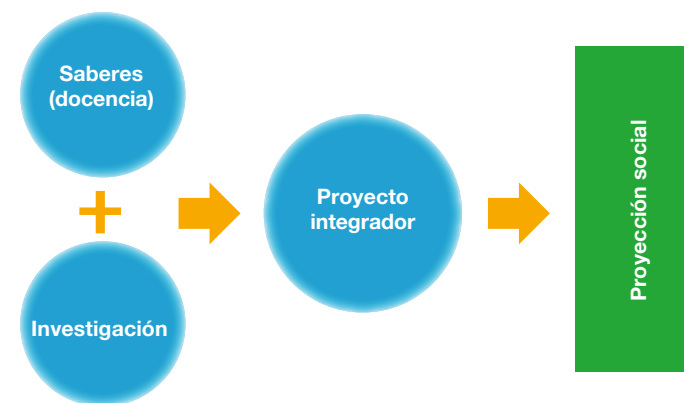 Saberes
(docencia)
+
Investigación
Proyecto
integrador
Proyección social